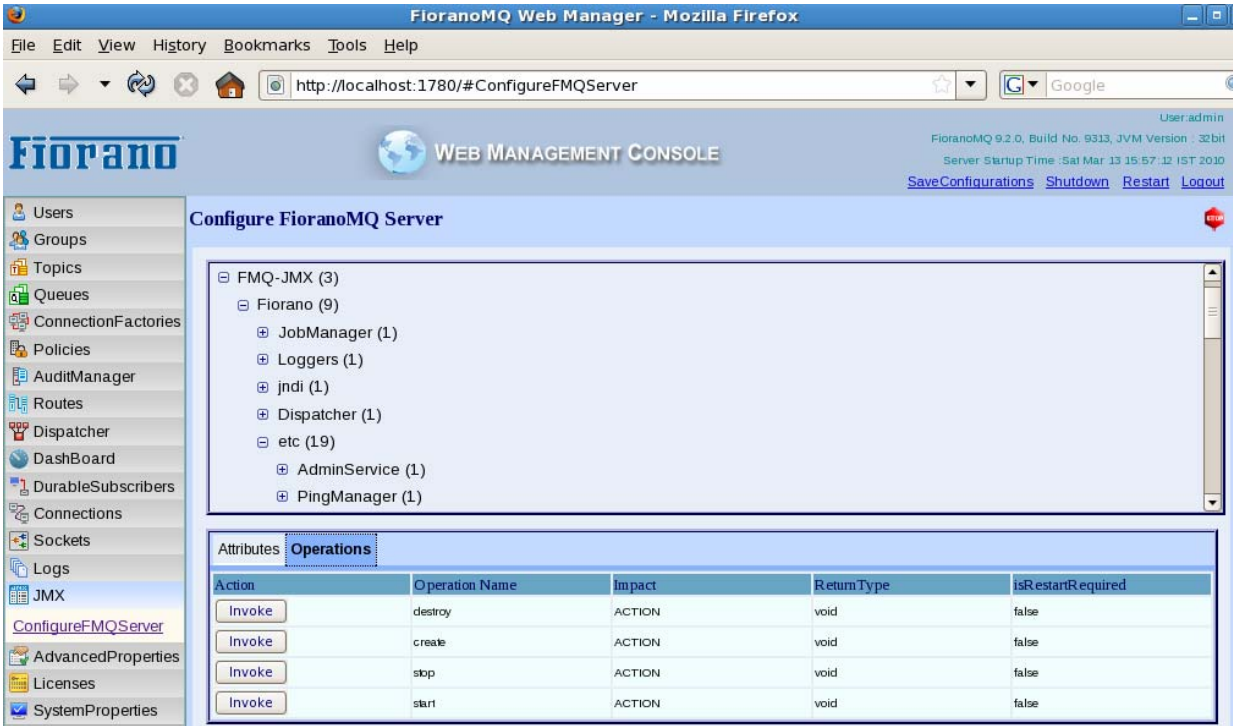 FioranoMQ Web Manager - Mozilla Firefox
File Edit View History Bookmarks Tools Help
http://localhost:1780/#ConfigureFMQServer
G Google
Fiorano
WEB MANAGEMENT CONSOLE
User:admin
FioranoMQ 9.2.0, Build No. 9313, JVM Version : 32bit
Server Startup Time :Sat Mar 13 15:57:12 IST 2010
SaveConfigurations Shutdown Restart Logout
Users
Groups
Topics
Queues
ConnectionFactories
Policies
AuditManager
Routes
Dispatcher
DashBoard
DurableSubscribers
Connections
Sockets
Logs
JMX
ConfigureFMQServer
AdvancedProperties
Licenses
SystemProperties
Configure FioranoMQ Server
STOP
FMQ-JMX (3)
Fiorano (9)
JobManager (1)
Loggers (1)
jndi (1)
Dispatcher (1)
etc (19)
AdminService (1)
PingManager (1)
Attributes Operations
Action Operation Name Impact ReturnType isRestartRequired
Invoke destroy ACTION void false
Invoke create ACTION void false
Invoke stop ACTION void false
Invoke start ACTION void false